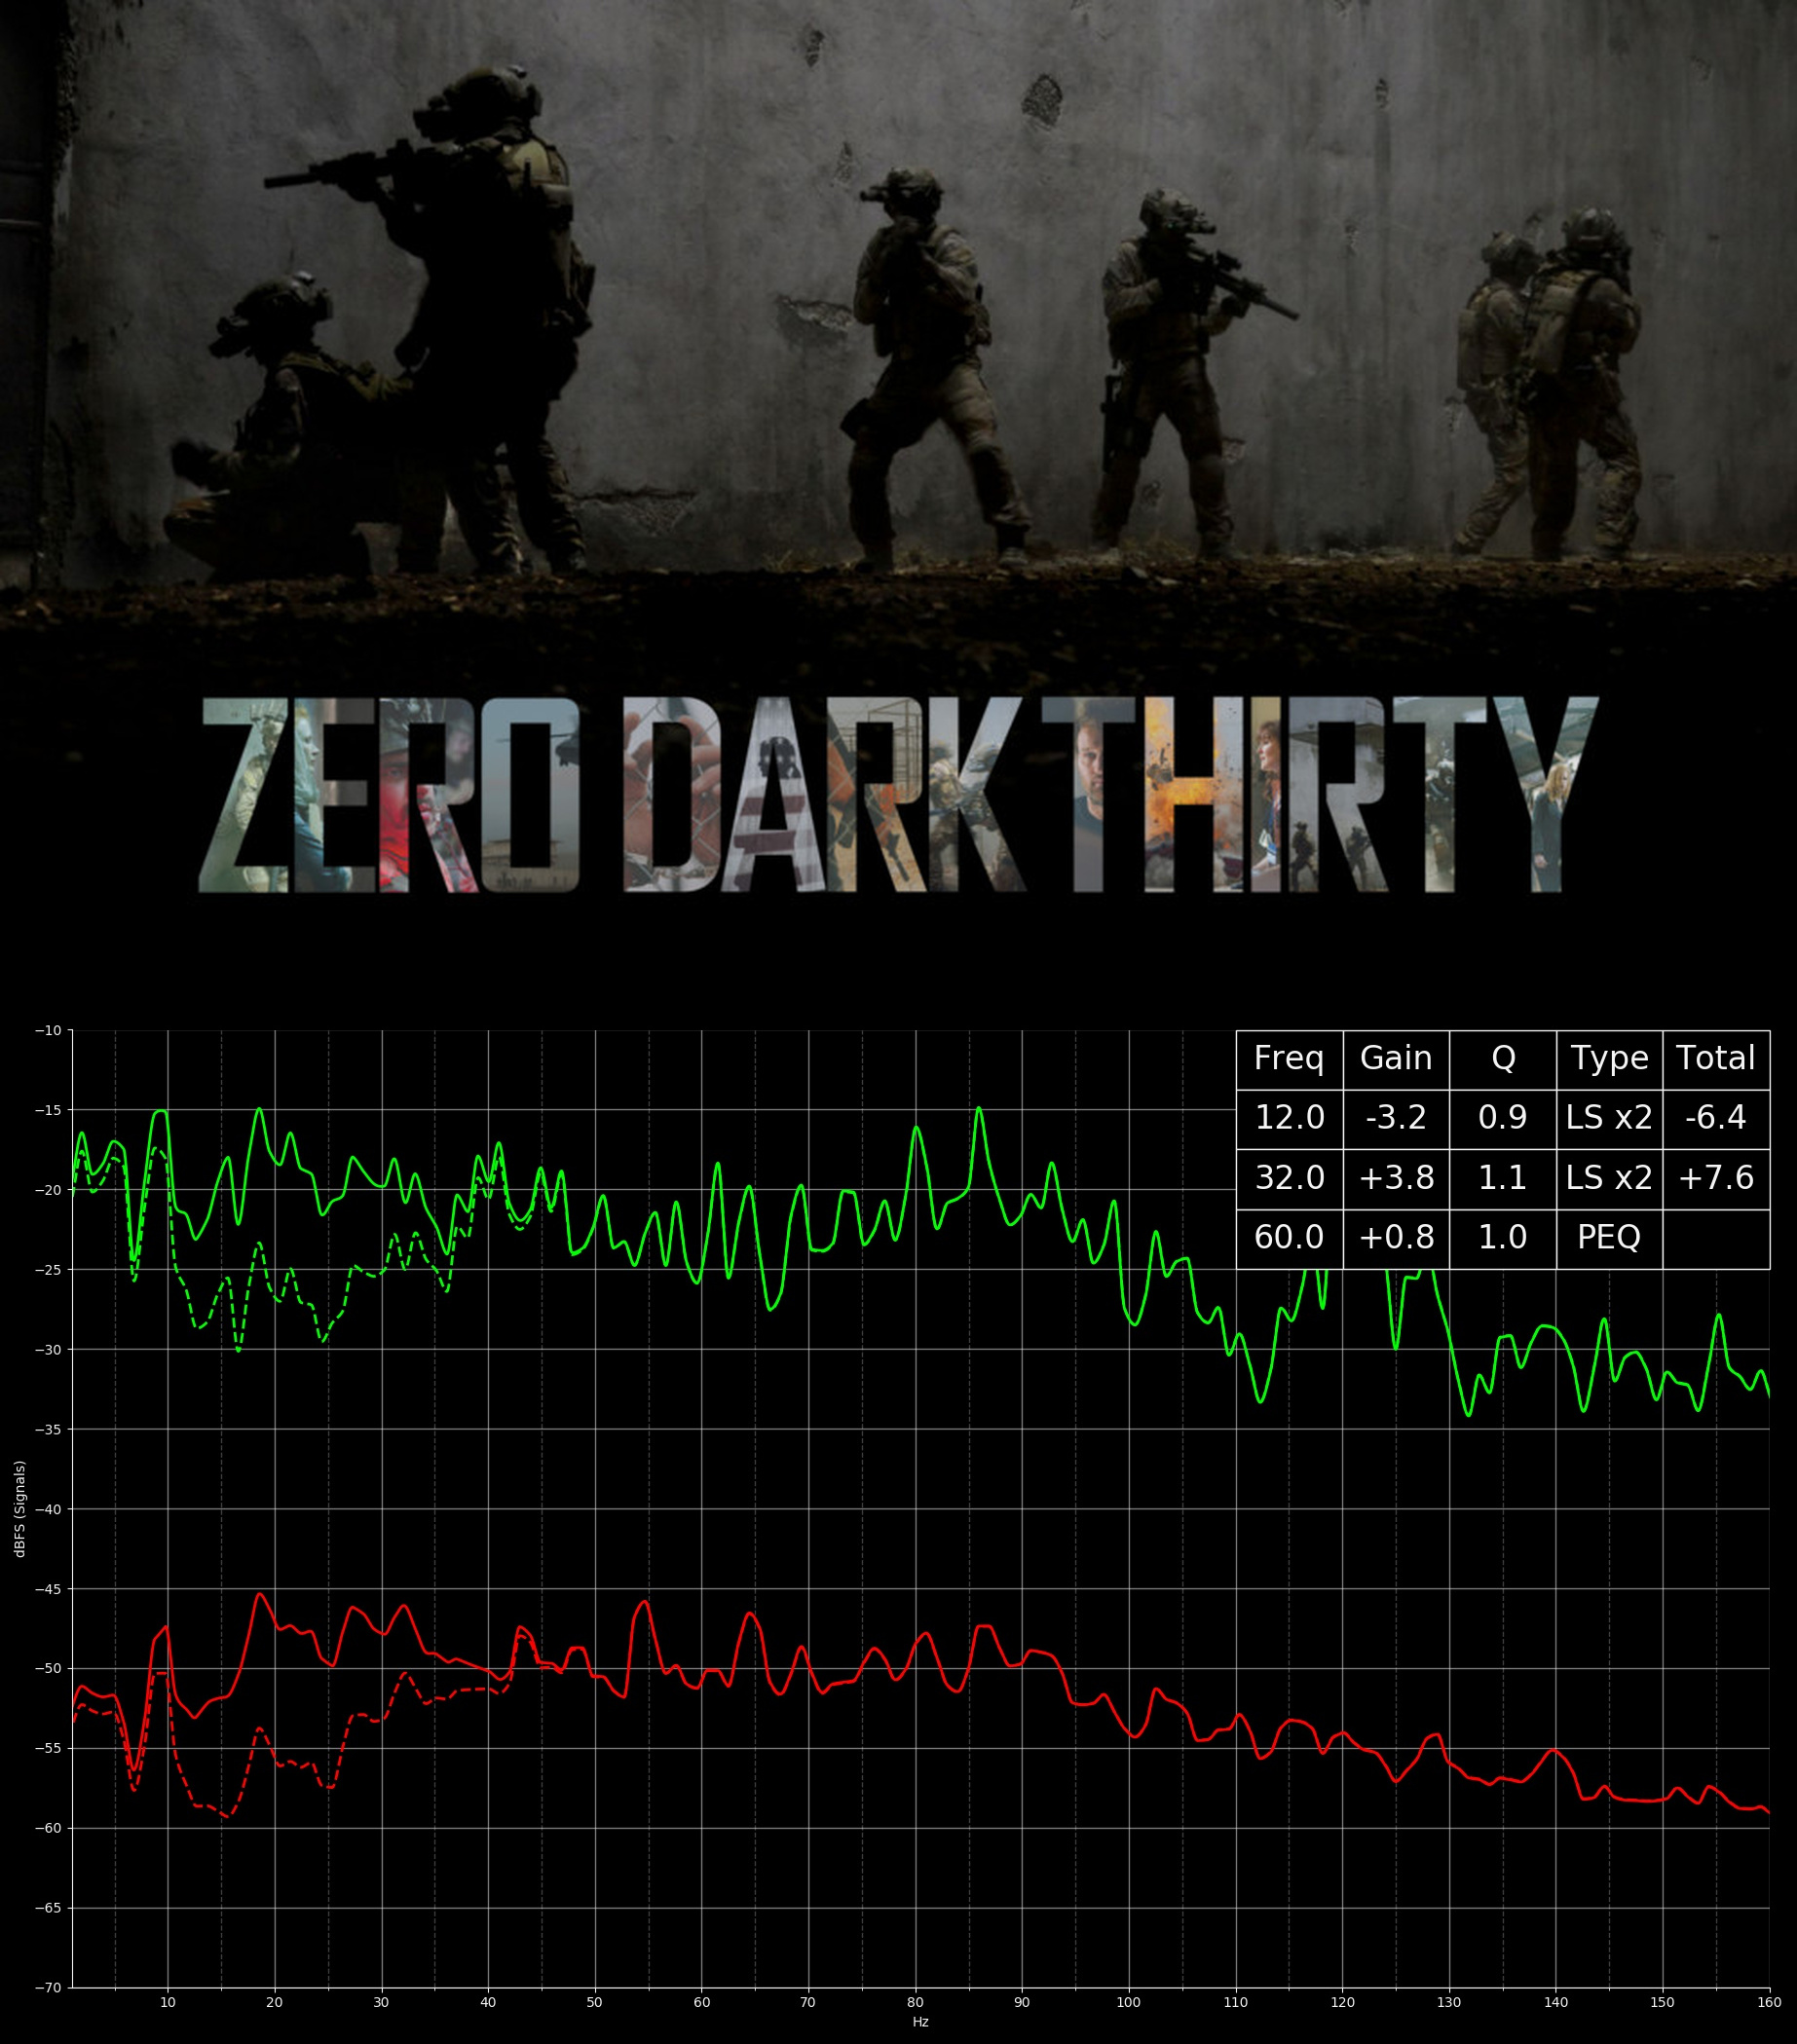 ZERO DARK THIRTY
Freq Gain Q Type Total
12.0 -3.2 0.9 LS x2 -6.4
32.0 +3.8 1.1 LS x2 +7.6
60.0 +0.8 1.0 PEQ
−10
−15
−20
−25
−30
−35
−40
−45
−50
−55
−60
−65
−70
dBFS (Signals)
10 20 30 40 50 60 70 80 90 100 110 120 130 140 150 160
Hz